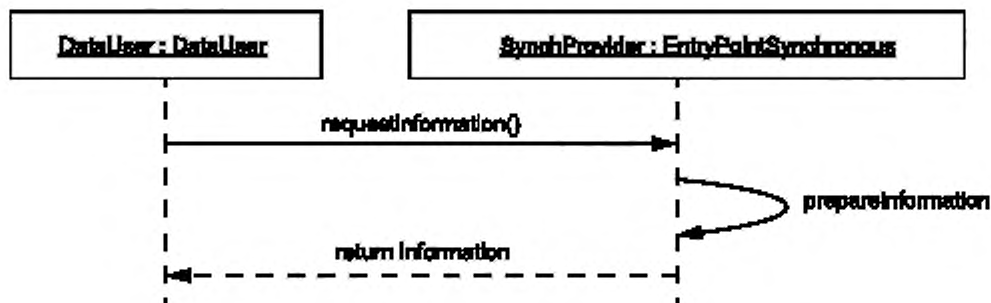 DataUser : DataUser
SynchProvider : EntryPointSynchronous
requestInformation()
prepareInformation
return Information